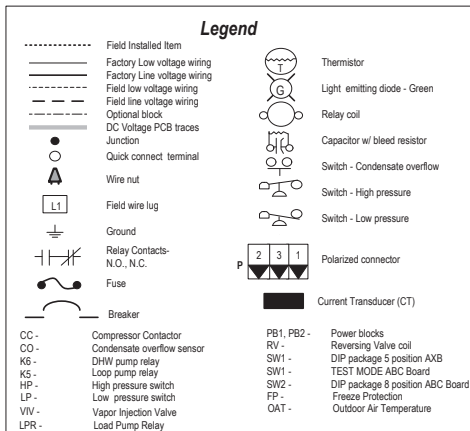 Legend
Field Installed Item
Factory Low voltage wiring
Factory Line voltage wiring
Field low voltage wiring
Field line voltage wiring
Optional block
DC Voltage PCB traces
Junction
Quick connect terminal
Wire nut
L1
Field wire lug
Ground
Relay Contacts-
N.O., N.C.
Fuse
Breaker
T
Thermistor
G
Light emitting diode - Green
Relay coil
Capacitor w/ bleed resistor
Switch - Condensate overflow
Switch - High pressure
Switch - Low pressure
P
2 3 1
Polarized connector
Current Transducer (CT)
CC - Compressor Contactor
CO - Condensate overflow sensor
K6 - DHW pump relay
K5 - Loop pump relay
HP - High pressure switch
LP - Low pressure switch
VIV - Vapor Injection Valve
LPR - Load Pump Relay
PB1, PB2 - Power blocks
RV - Reversing Valve coil
SW1 - DIP package 5 position AXB
SW1 - TEST MODE ABC Board
SW2 - DIP package 8 position ABC Board
FP - Freeze Protection
OAT - Outdoor Air Temperature